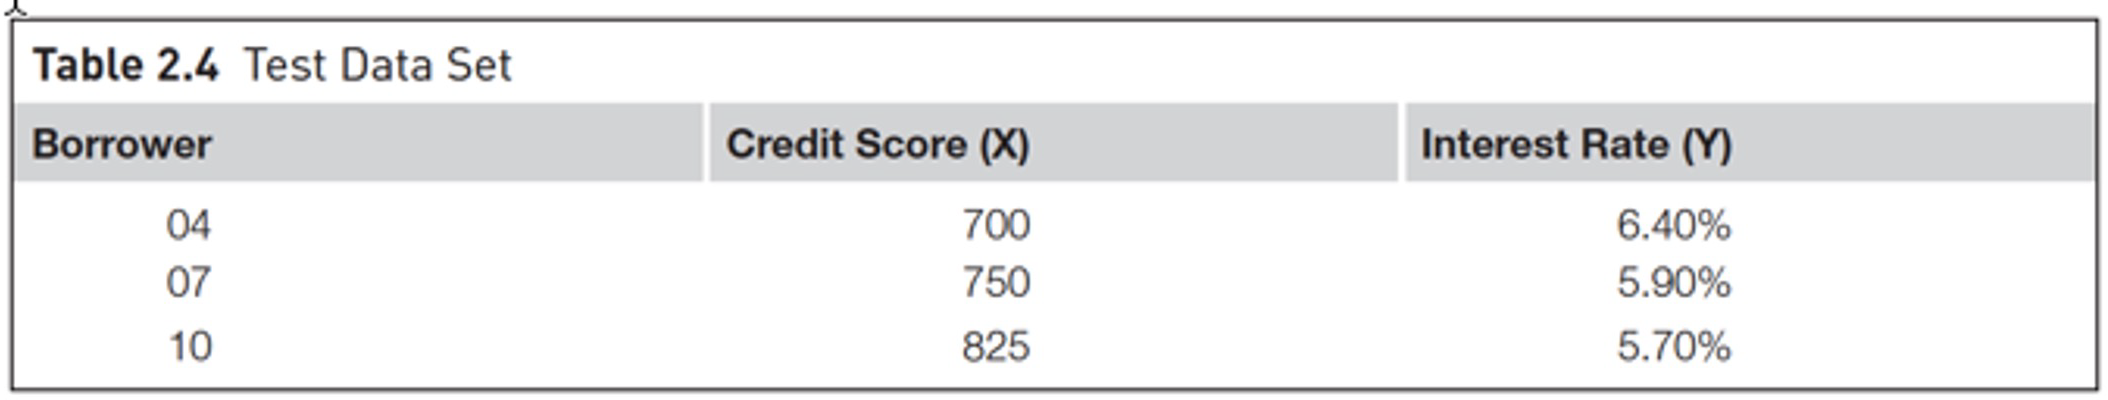 Table 2.4 Test Data Set
Borrower Credit Score (X) Interest Rate (Y)
04 700 6.40%
07 750 5.90%
10 825 5.70%